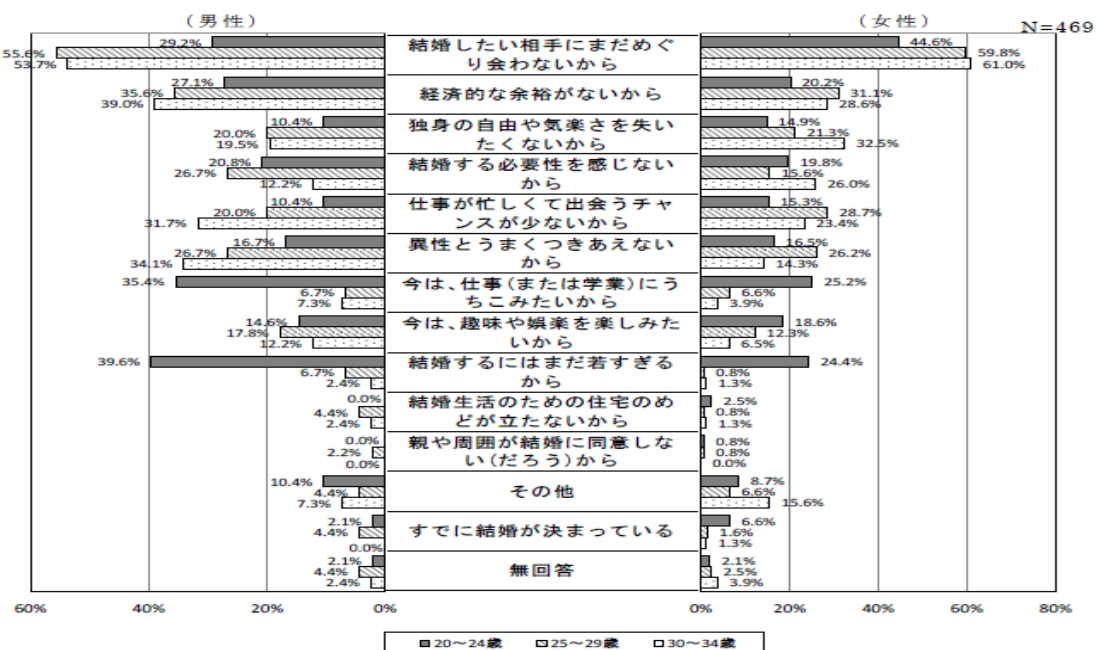 （男性）
（女性）
N=469
29.2%
55.6%
53.7%
結婚したい相手にまだめぐ
り会わないから
44.6%
59.8%
61.0%
27.1%
35.6%
39.0%
経済的な余裕がないから
20.2%
31.1%
28.6%
10.4%
20.0%
19.5%
独身の自由や気楽さを失い
たくないから
14.9%
21.3%
32.5%
20.8%
26.7%
12.2%
結婚する必要性を感じない
から
19.8%
15.6%
26.0%
10.4%
20.0%
31.7%
仕事が忙しくて出会うチャ
ンスが少ないから
15.3%
28.7%
23.4%
16.7%
26.7%
34.1%
異性とうまくつきあえない
から
16.5%
26.2%
14.3%
35.4%
6.7%
7.3%
今は、仕事（または学業）にう
ちこみたいから
25.2%
6.6%
3.9%
14.6%
17.8%
12.2%
今は、趣味や娯楽を楽しみた
いから
18.6%
12.3%
6.5%
39.6%
6.7%
2.4%
結婚するにはまだ若すぎる
から
24.4%
0.8%
1.3%
0.0%
4.4%
2.4%
結婚生活のための住宅のめ
どが立たないから
2.5%
0.8%
1.3%
0.0%
2.2%
0.0%
親や周囲が結婚に同意しな
い（だろう）から
0.8%
0.8%
0.0%
10.4%
4.4%
7.3%
その他
8.7%
6.6%
15.6%
2.1%
4.4%
0.0%
すでに結婚が決まっている
6.6%
1.6%
1.3%
2.1%
4.4%
2.4%
無回答
2.1%
2.5%
3.9%
60% 40% 20% 0% 0% 20% 40% 60% 80%
20～24歳 25～29歳 30～34歳